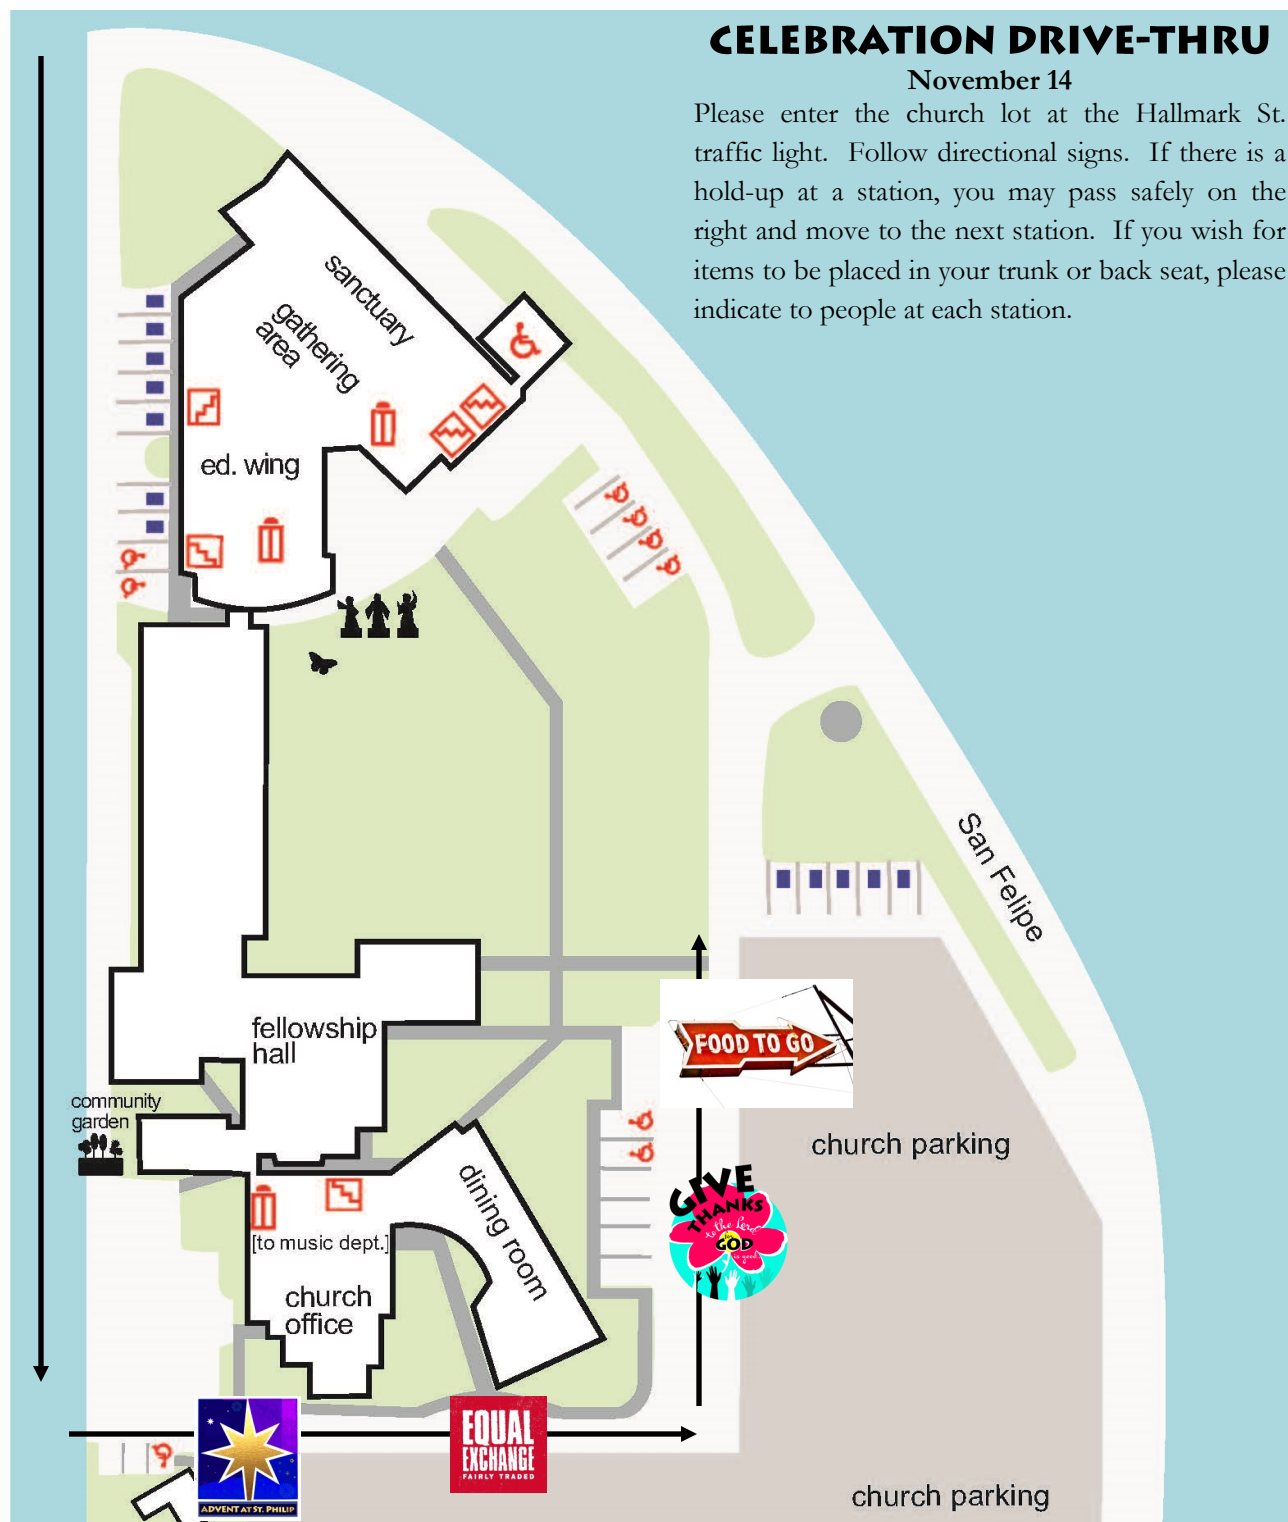 CELEBRATION DRIVE-THRU
November 14
Please enter the church lot at the Hallmark St.
traffic light. Follow directional signs. If there is a
hold-up at a station, you may pass safely on the
right and move to the next station. If you wish for
items to be placed in your trunk or back seat, please
indicate to people at each station.
sanctuary
gathering
area
ed. wing
San Felipe
fellowship
hall
FOOD TO GO
community
garden
church parking
dining room
GIVE
THANKS
to the Lord
for
GOD
is good
[to music dept.]
church
office
EQUAL
EXCHANGE
FAIRLY TRADED
ADVENT AT ST. PHILIP
church parking